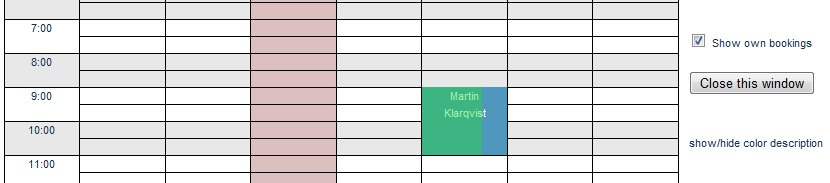 7:00
Show own bookings
8:00
Close this window
9:00
Martin
Klarqvist
10:00
show/hide color description
11:00